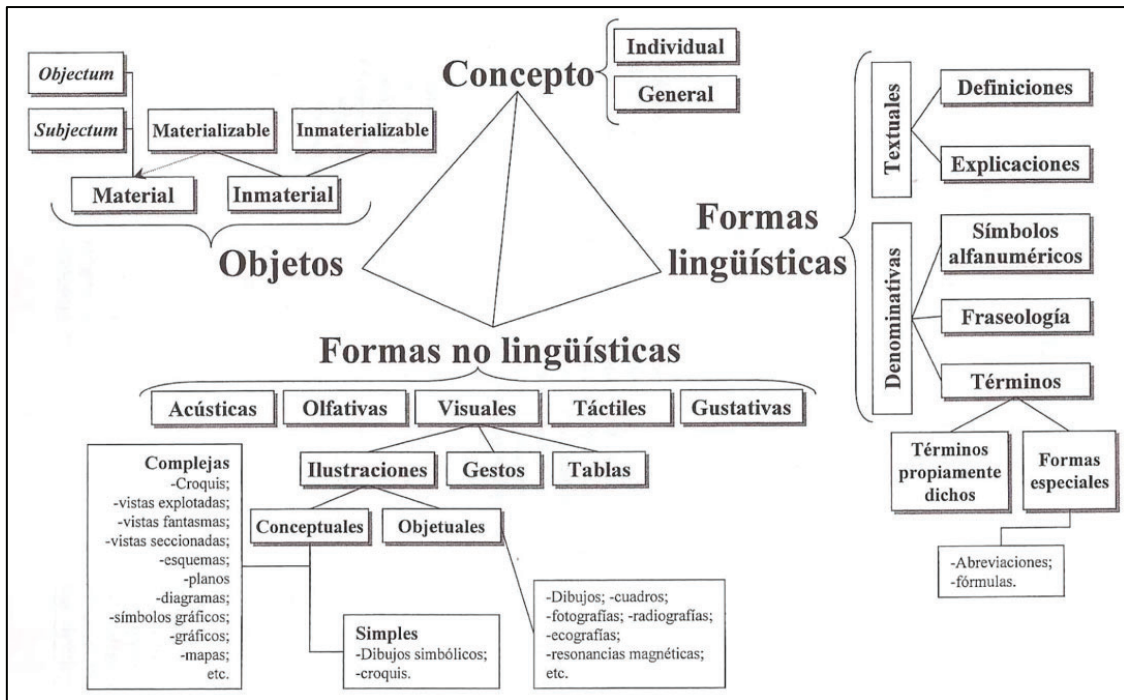 Concepto
Individual
General
Objectum
Subjectum
Materializable
Inmaterializable
Material
Inmaterial
Objetos
Formas
lingüísticas
Textuales
Definiciones
Explicaciones
Denominativas
Símbolos
alfanuméricos
Fraseología
Términos
Términos
propiamente
dichos
Formas
especiales
-Abreviaciones;
-fórmulas.
Formas no lingüísticas
Acústicas
Olfativas
Visuales
Táctiles
Gustativas
Ilustraciones
Gestos
Tablas
Conceptuales
Objetuales
Complejas
-Croquis;
-vistas explotadas;
-vistas fantasmas;
-vistas seccionadas;
-esquemas;
-planos
-diagramas;
-símbolos gráficos;
-gráficos;
-mapas;
etc.
Simples
-Dibujos simbólicos;
-croquis.
-Dibujos; -cuadros;
-fotografías; -radiografías;
-ecografías;
-resonancias magnéticas;
etc.